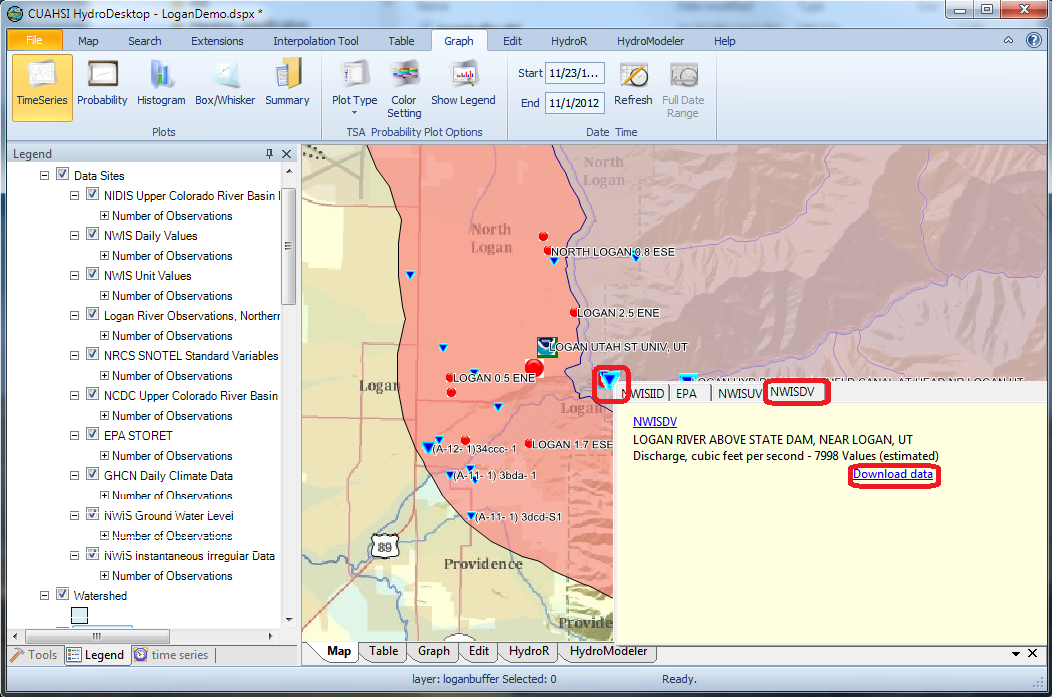 CUAHSI HydroDesktop - LoganDemo.dspx *
File Map Search Extensions Interpolation Tool Table Graph Edit HydroR HydroModeler Help
TimeSeries Probability Histogram Box/Whisker Summary
Plots
Plot Type Color Setting Show Legend
TSA Probability Plot Options
Start 11/23/1...
End 11/1/2012
Refresh Full Date Range
Date Time
Legend
Data Sites
NIDIS Upper Colorado River Basin
Number of Observations
NWIS Daily Values
Number of Observations
NWIS Unit Values
Number of Observations
Logan River Observations, Northern
Number of Observations
NRCS SNOTEL Standard Variables
Number of Observations
NCDC Upper Colorado River Basin
Number of Observations
EPA STORET
Number of Observations
GHCN Daily Climate Data
Number of Observations
NWIS Ground Water Level
Number of Observations
NWIS Instantaneous Irregular Data
Number of Observations
Watershed
Tools Legend time series
North Logan
North Logan
NORTH LOGAN 0.8 ESE
LOGAN 2.5 ENE
LOGAN UTAH ST UNIV, UT
LOGAN 0.5 ENE
Logan
Logan
LOGAN 1.7 ESE
(A-12- 1)34ccc- 1
(A-11- 1) 3bda- 1
(A-11- 1) 3dcd-S1
89
Providence
Provide
NWISIID EPA NWISUV NWISDV
NWISDV
LOGAN RIVER ABOVE STATE DAM, NEAR LOGAN, UT
Discharge, cubic feet per second - 7998 Values (estimated)
Download data
Map Table Graph Edit HydroR HydroModeler
layer: loganbuffer Selected: 0 Ready.